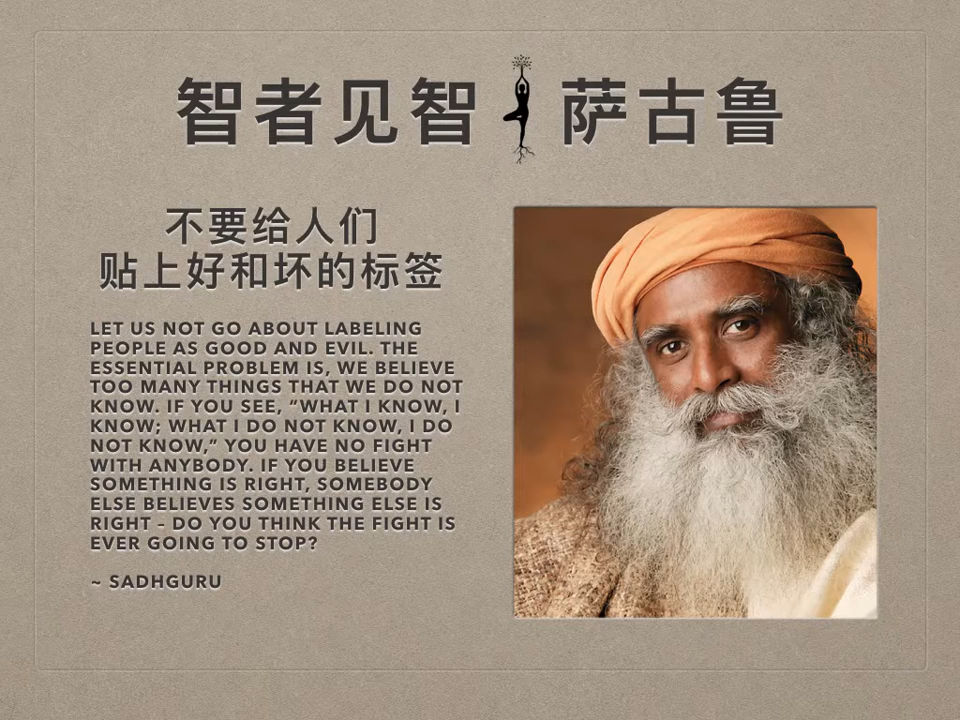 智者见智 萨古鲁
不要给人们
贴上好和坏的标签
LET US NOT GO ABOUT LABELING
PEOPLE AS GOOD AND EVIL. THE
ESSENTIAL PROBLEM IS, WE BELIEVE
TOO MANY THINGS THAT WE DO NOT
KNOW. IF YOU SEE, “WHAT I KNOW, I
KNOW; WHAT I DO NOT KNOW, I DO
NOT KNOW,” YOU HAVE NO FIGHT
WITH ANYBODY. IF YOU BELIEVE
SOMETHING IS RIGHT, SOMEBODY
ELSE BELIEVES SOMETHING ELSE IS
RIGHT – DO YOU THINK THE FIGHT IS
EVER GOING TO STOP?
~ SADHGURU